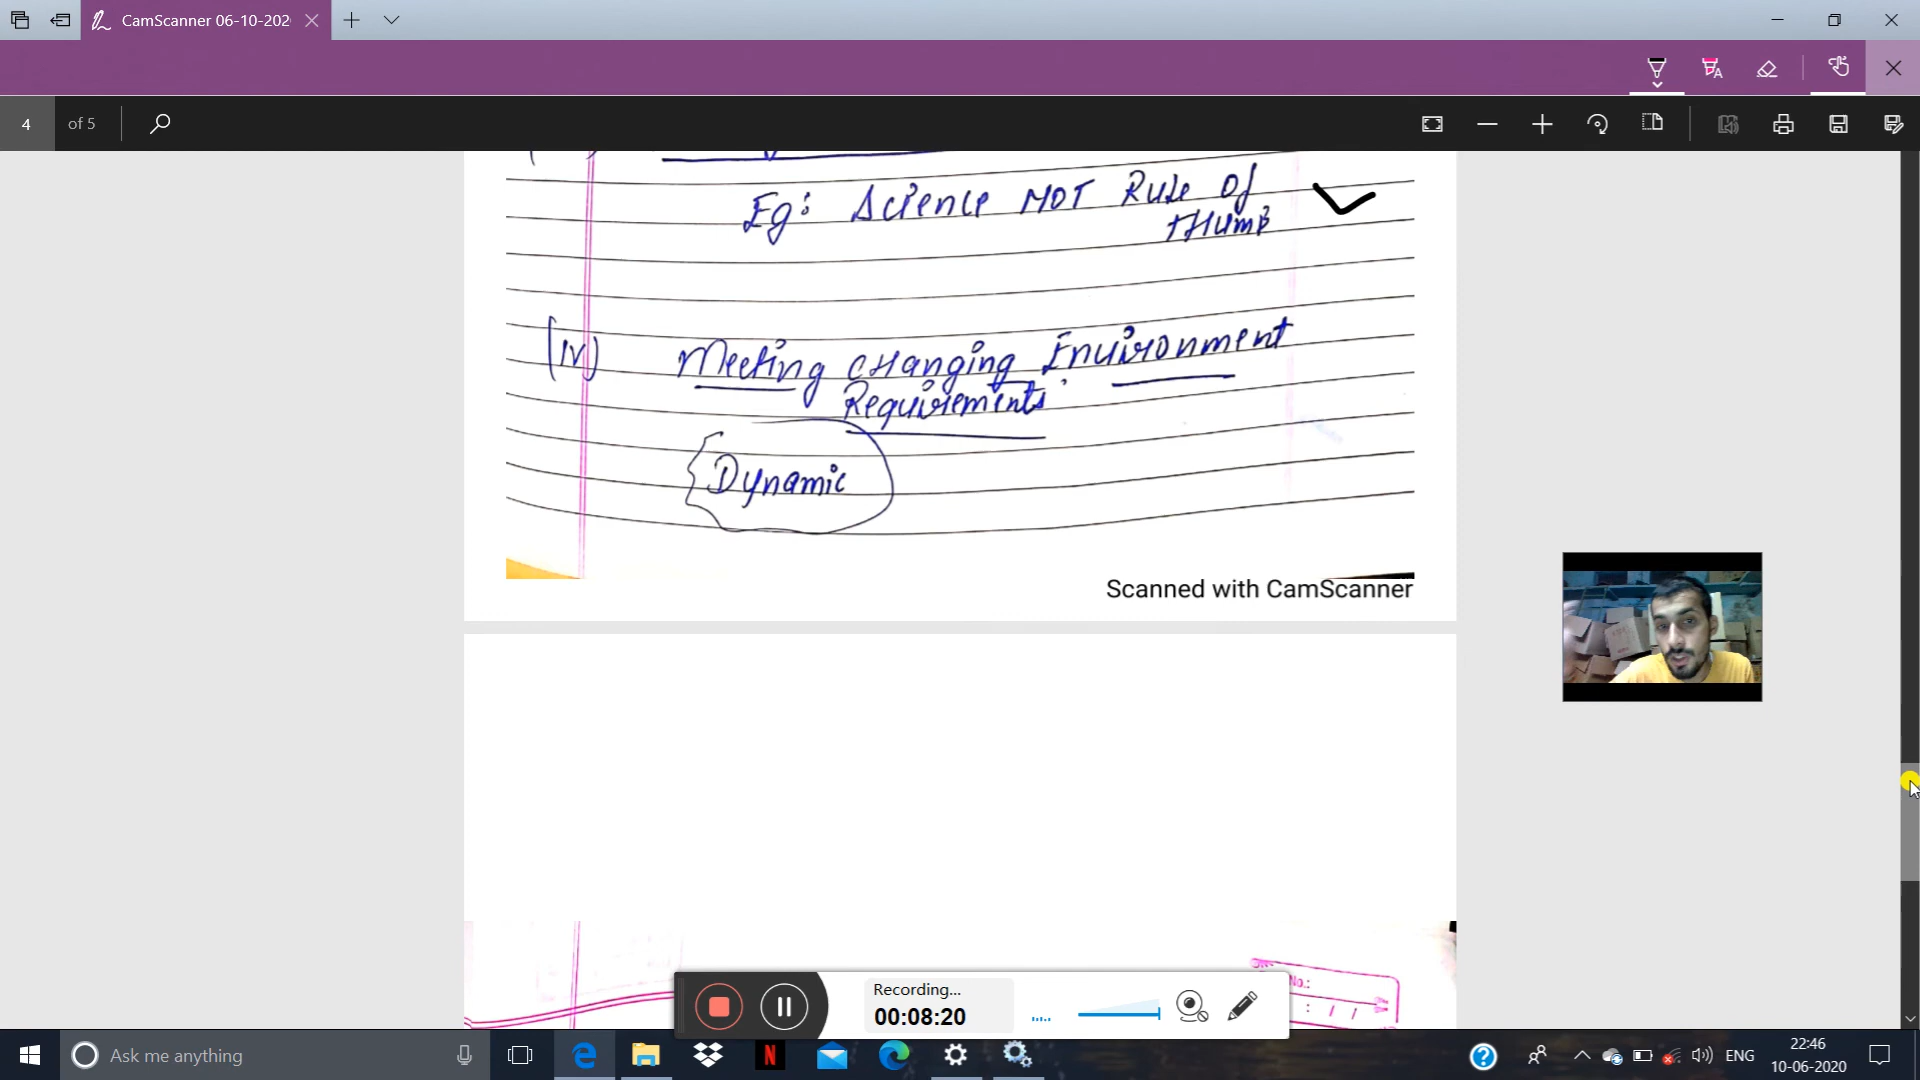 CamScanner 06-10-202
4 of 5
Eg: Science NOT Rule of
THUMB
(iv) Meeting CHanging Environment
Requirements
Dynamic
Scanned with CamScanner
No.:
Recording...
00:08:20
Ask me anything
ENG
22:46
10-06-2020